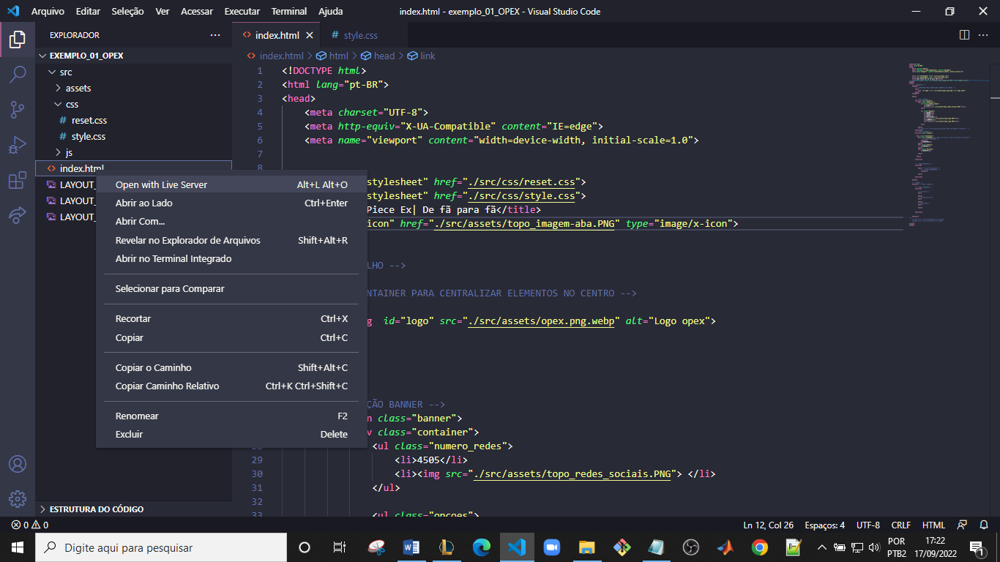 Arquivo Editar Seleção Ver Acessar Executar Terminal Ajuda
index.html - exemplo_01_OPEX - Visual Studio Code
EXPLORADOR
EXEMPLO_01_OPEX
src
assets
css
# reset.css
# style.css
js
<> index.html
LAYOUT_
LAYOUT_
LAYOUT_
ESTRUTURA DO CÓDIGO
Open with Live Server Alt+L Alt+O
Abrir ao Lado Ctrl+Enter
Abrir Com...
Revelar no Explorador de Arquivos Shift+Alt+R
Abrir no Terminal Integrado
Selecionar para Comparar
Recortar Ctrl+X
Copiar Ctrl+C
Copiar o Caminho Shift+Alt+C
Copiar Caminho Relativo Ctrl+K Ctrl+Shift+C
Renomear F2
Excluir Delete
<> index.html # style.css
<> index.html > html > head > link
1 <!DOCTYPE html>
2 <html lang="pt-BR">
3 <head>
4 <meta charset="UTF-8">
5 <meta http-equiv="X-UA-Compatible" content="IE=edge">
6 <meta name="viewport" content="width=device-width, initial-scale=1.0">
7
8
stylesheet" href="./src/css/reset.css">
stylesheet" href="./src/css/style.css">
Piece Ex| De fã para fã</title>
icon" href="./src/assets/topo_imagem-aba.PNG" type="image/x-icon">
LHO -->
NTAINER PARA CENTRALIZAR ELEMENTOS NO CENTRO -->
g id="logo" src="./src/assets/opex.png.webp" alt="Logo opex">
ÇÃO BANNER -->
n class="banner">
v class="container">
<ul class="numero_redes">
29 <li>4505</li>
30 <li><img src="./src/assets/topo_redes_sociais.PNG"> </li>
31 </ul>
32
33 <ul class="opcoes">
0 0
Ln 12, Col 26 Espaços: 4 UTF-8 CRLF HTML
Digite aqui para pesquisar
POR
PTB2
17:22
17/09/2022
1